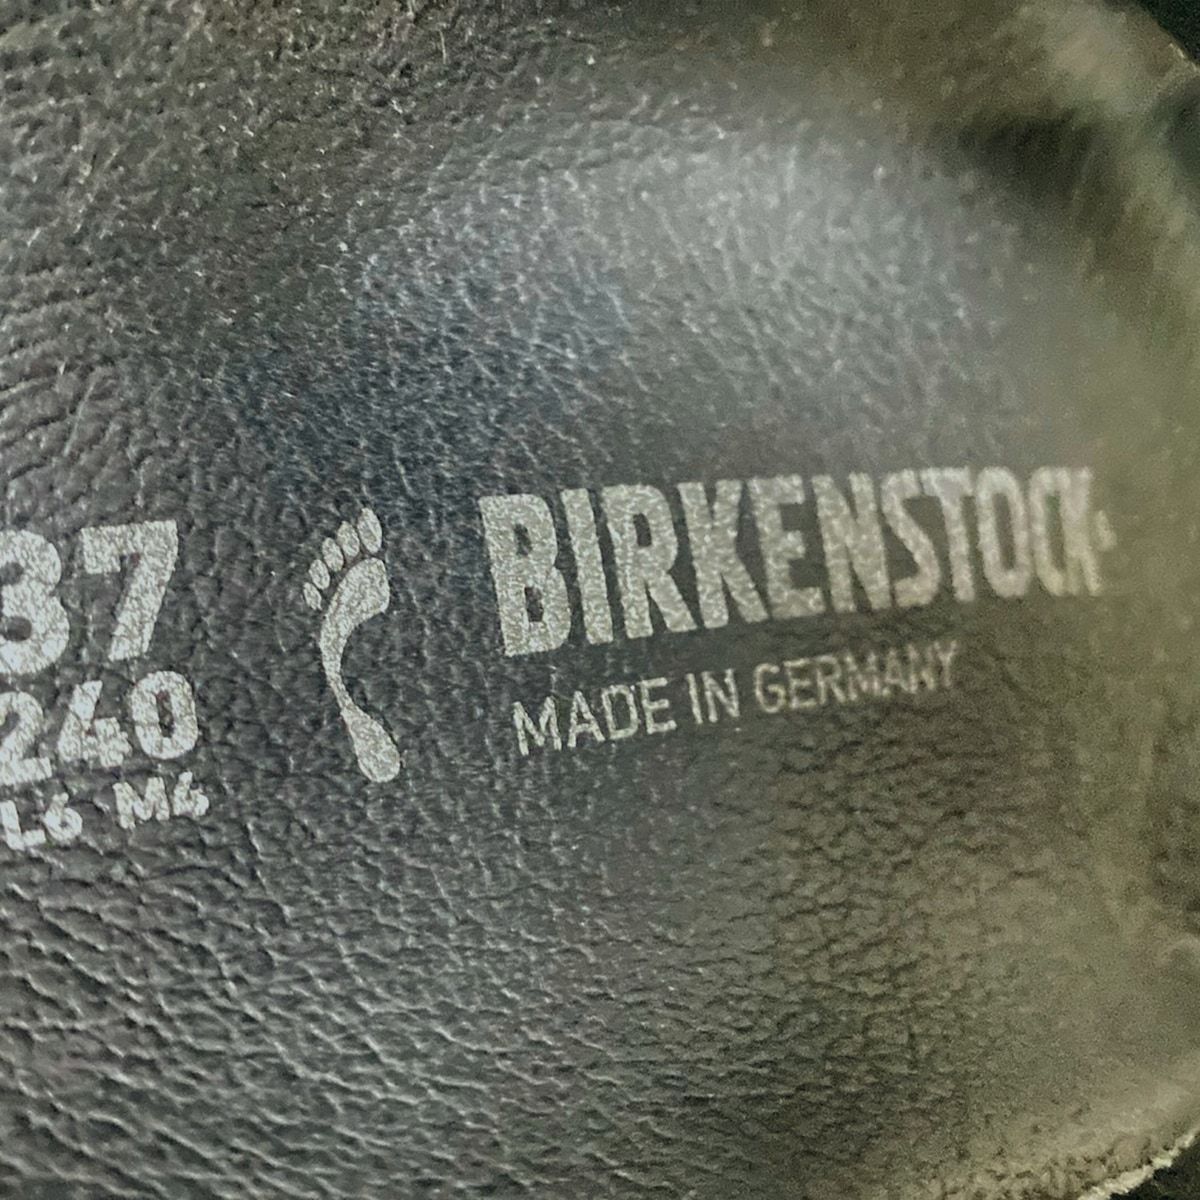 37
240
L6 M4
BIRKENSTOCK
MADE IN GERMANY